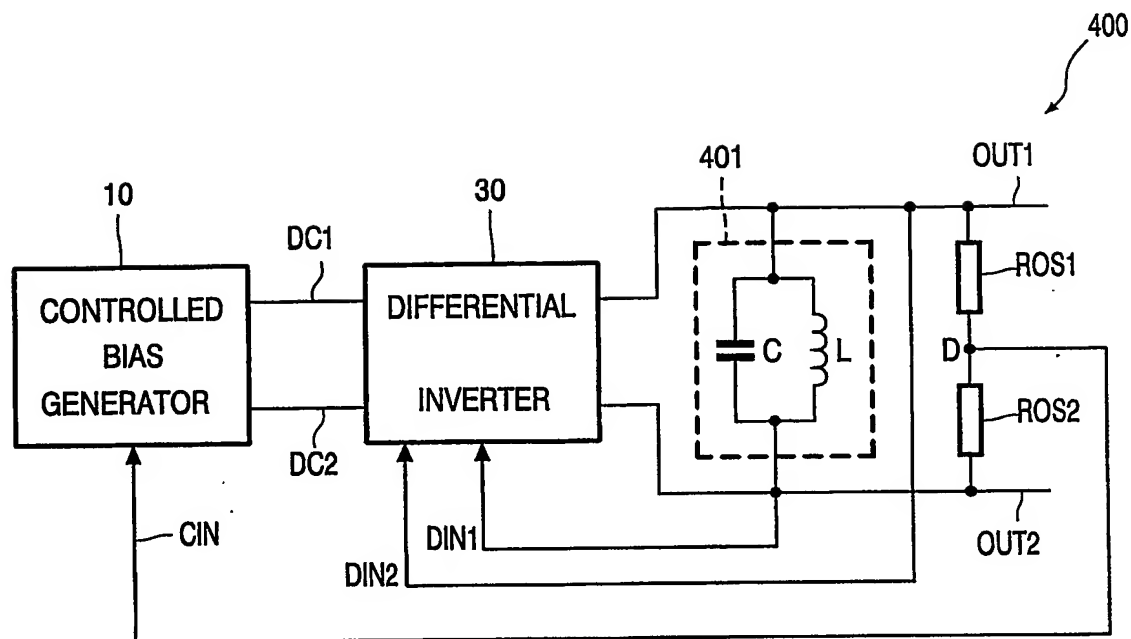 400
401
OUT1
10
30
DC1
ROS1
CONTROLLED
BIAS
GENERATOR
DIFFERENTIAL
INVERTER
C
L
D
ROS2
DC2
CIN
DIN1
DIN2
OUT2